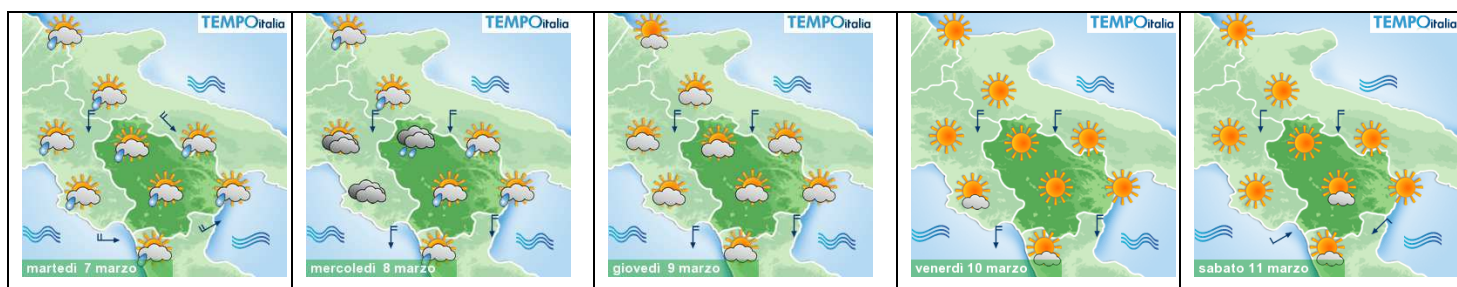 TEMPOitalia
martedì 7 marzo
TEMPOitalia
mercoledì 8 marzo
TEMPOitalia
giovedì 9 marzo
TEMPOitalia
venerdì 10 marzo
TEMPOitalia
sabato 11 marzo